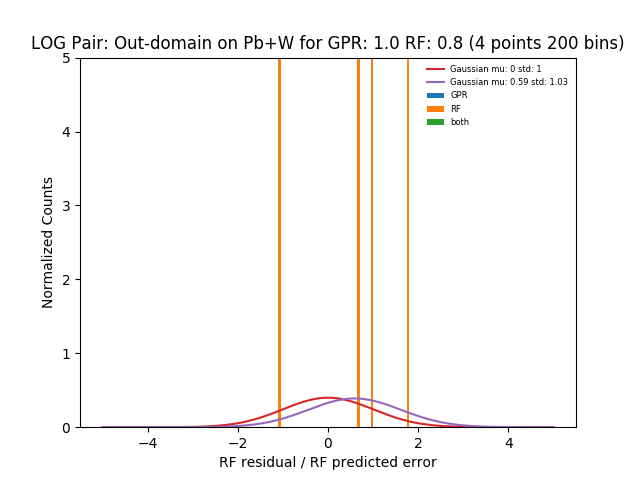 LOG Pair: Out-domain on Pb+W for GPR: 1.0 RF: 0.8 (4 points 200 bins)
5
4
3
2
1
0
Normalized Counts
Gaussian mu: 0 std: 1
Gaussian mu: 0.59 std: 1.03
GPR
RF
both
−4
−2
0
2
4
RF residual / RF predicted error